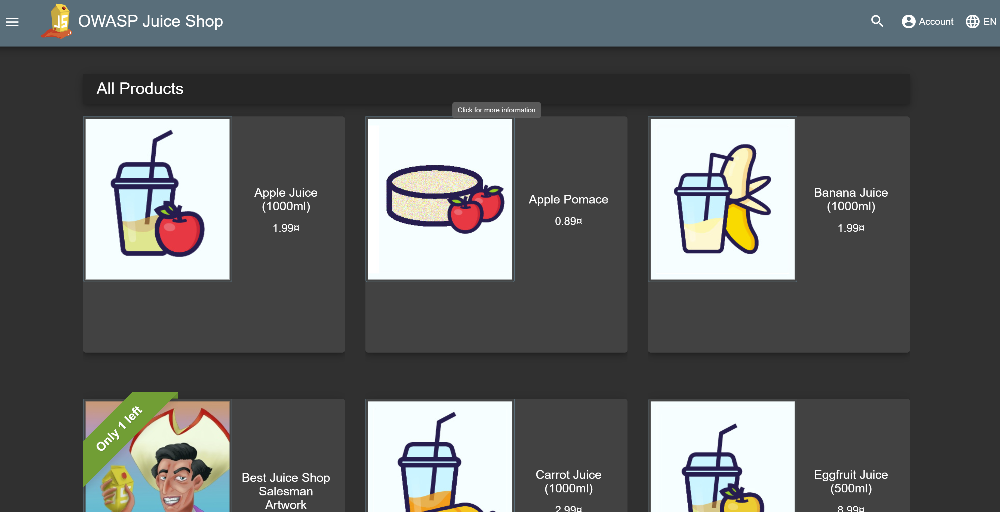 JS
OWASP Juice Shop
Account
EN
All Products
Click for more information
Apple Juice
(1000ml)
1.99¤
Apple Pomace
0.89¤
Banana Juice
(1000ml)
1.99¤
Only 1 left
Best Juice Shop
Salesman
Artwork
Carrot Juice
(1000ml)
2.99¤
Eggfruit Juice
(500ml)
8.99¤